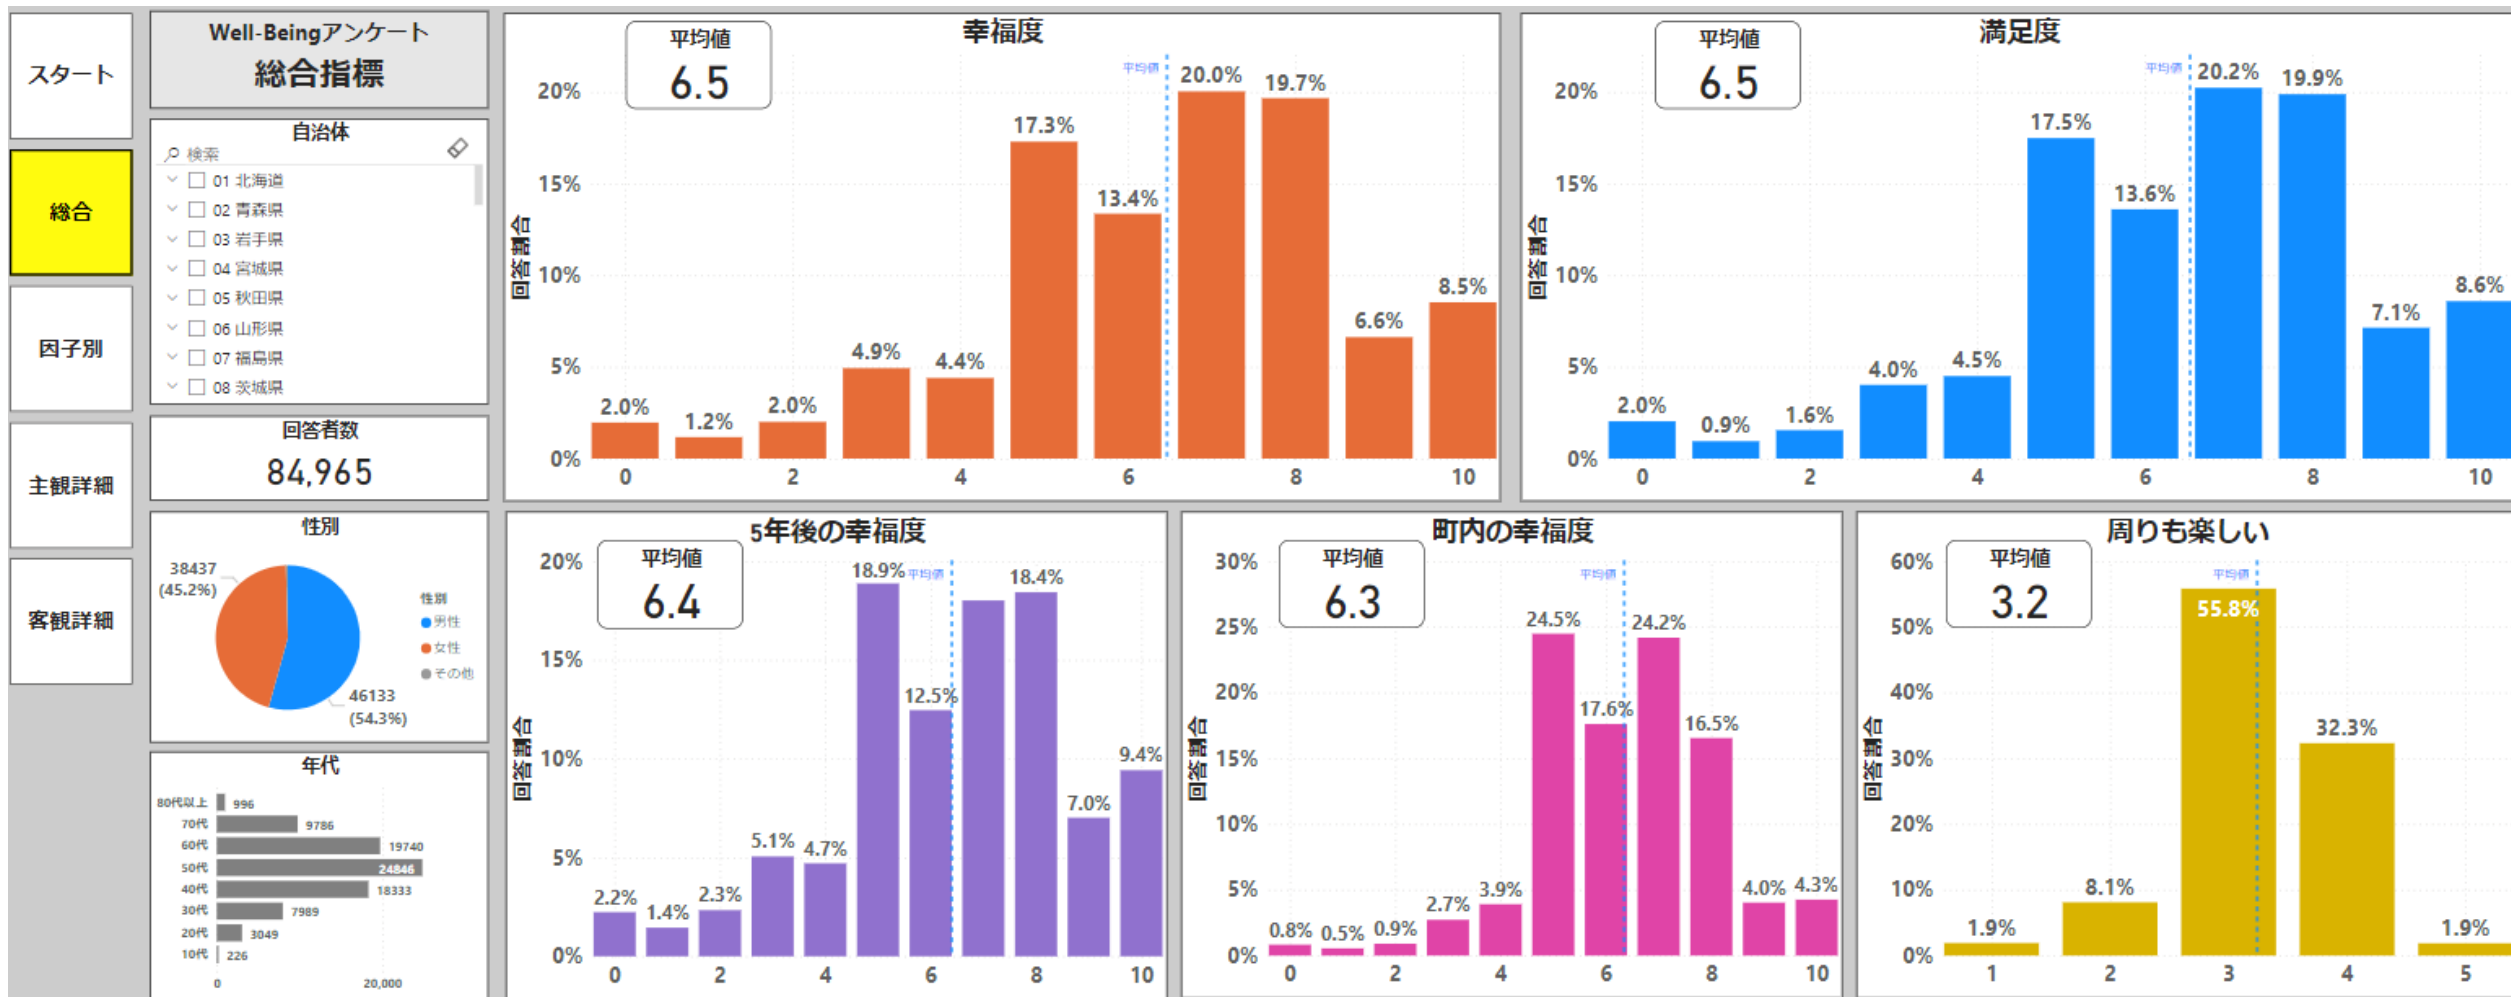 スタート
総合
因子別
主観詳細
客観詳細
Well-Beingアンケート
総合指標
自治体
検索
01 北海道
02 青森県
03 岩手県
04 宮城県
05 秋田県
06 山形県
07 福島県
08 茨城県
回答者数
84,965
性別
38437
(45.2%)
性別
男性
女性
その他
46133
(54.3%)
年代
80代以上 996
70代 9786
60代 19740
50代 24846
40代 18333
30代 7989
20代 3049
10代 226
0 20,000
幸福度
平均値
6.5
平均値
回答割合
20%
15%
10%
5%
0%
2.0% 1.2% 2.0% 4.9% 4.4% 17.3% 13.4% 20.0% 19.7% 6.6% 8.5%
0 2 4 6 8 10
満足度
平均値
6.5
平均値
回答割合
20%
15%
10%
5%
0%
2.0% 0.9% 1.6% 4.0% 4.5% 17.5% 13.6% 20.2% 19.9% 7.1% 8.6%
0 2 4 6 8 10
5年後の幸福度
平均値
6.4
平均値
回答割合
20%
15%
10%
5%
0%
2.2% 1.4% 2.3% 5.1% 4.7% 18.9% 12.5% 18.4% 7.0% 9.4%
0 2 4 6 8 10
町内の幸福度
平均値
6.3
平均値
回答割合
30%
25%
20%
15%
10%
5%
0%
0.8% 0.5% 0.9% 2.7% 3.9% 24.5% 17.6% 24.2% 16.5% 4.0% 4.3%
0 2 4 6 8 10
周りも楽しい
平均値
3.2
平均値
回答割合
60%
50%
40%
30%
20%
10%
0%
1.9% 8.1% 55.8% 32.3% 1.9%
1 2 3 4 5